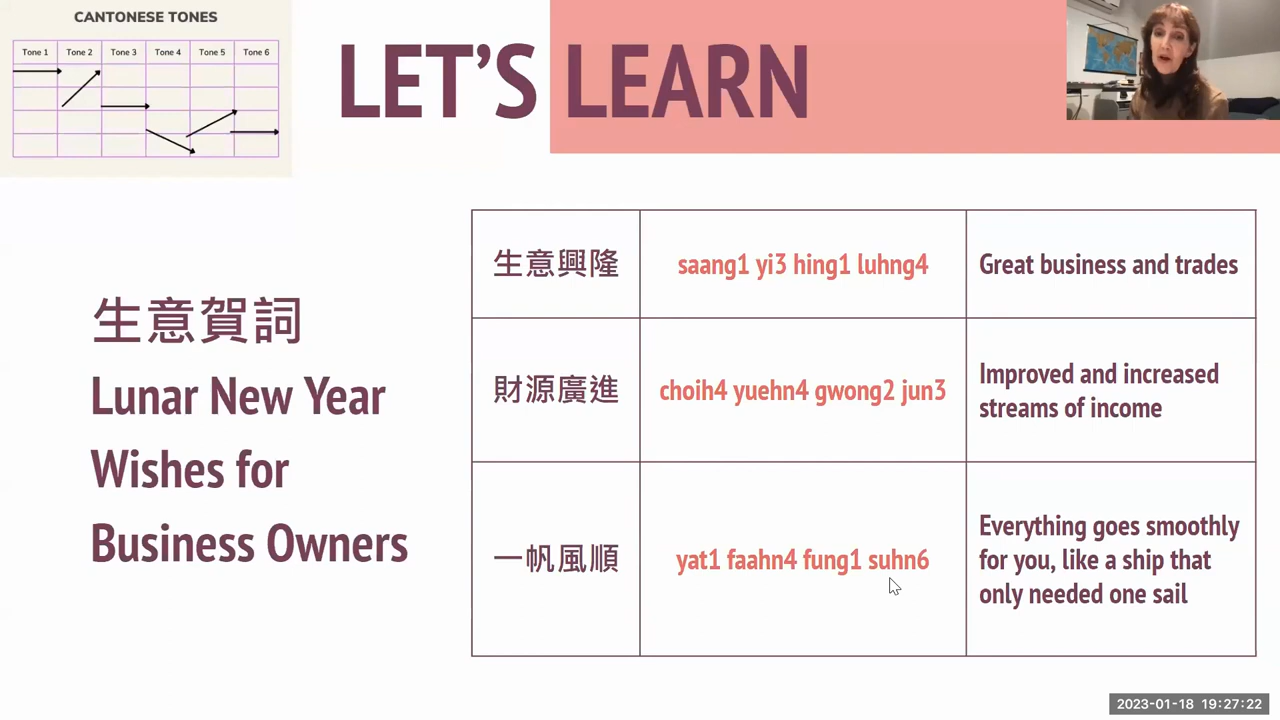 CANTONESE TONES
Tone 1 Tone 2 Tone 3 Tone 4 Tone 5 Tone 6
LET'S LEARN
生意賀詞
Lunar New Year
Wishes for
Business Owners
生意興隆 saang1 yi3 hing1 luhng4 Great business and trades
財源廣進 choih4 yuehn4 gwong2 jun3 Improved and increased
streams of income
一帆風順 yat1 faahn4 fung1 suhn6 Everything goes smoothly
for you, like a ship that
only needed one sail
2023-01-18 19:27:22